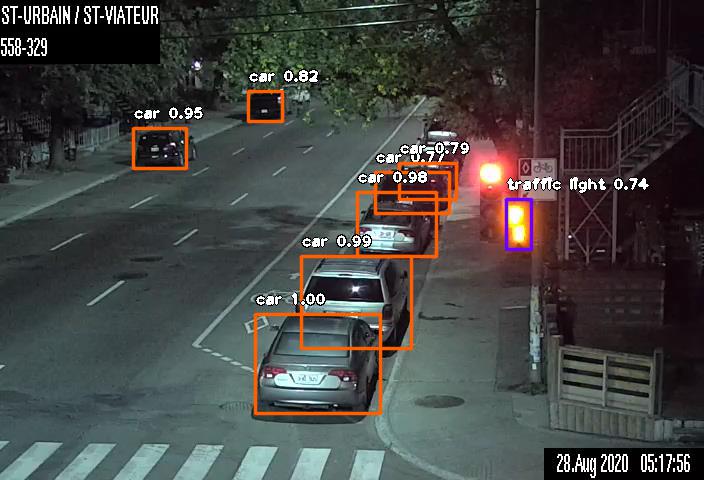 ST-URBAIN / ST-VIATEUR
558-329
car 0.82
car 0.95
car 0.79
car 0.77
car 0.98
traffic light 0.74
car 0.99
car 1.00
28.Aug 2020 05:17:56